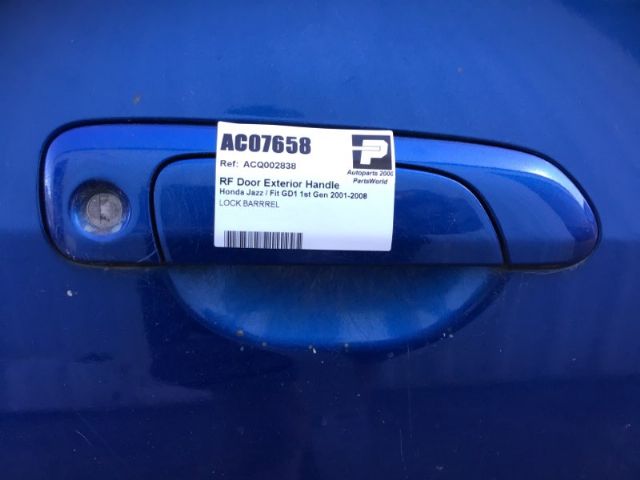 AC07658
Ref: ACQ002838
P
Autoparts 2000
PartsWorld
RF Door Exterior Handle
Honda Jazz / Fit GD1 1st Gen 2001-2008
LOCK BARRREL